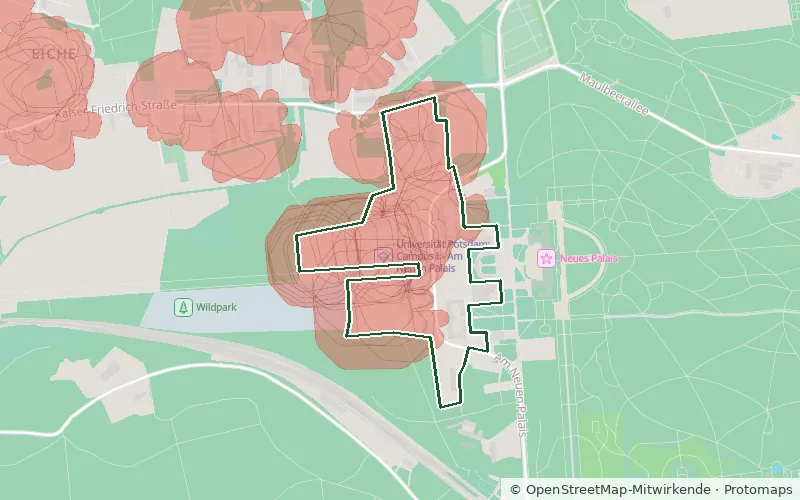 EICHE
Kaiser-Friedrich-Straße
Maulbeerallee
Universität Potsdam:
Campus I - Am
Neuen Palais
Neues Palais
Wildpark
Am Neuen Palais
© OpenStreetMap-Mitwirkende, Protomaps